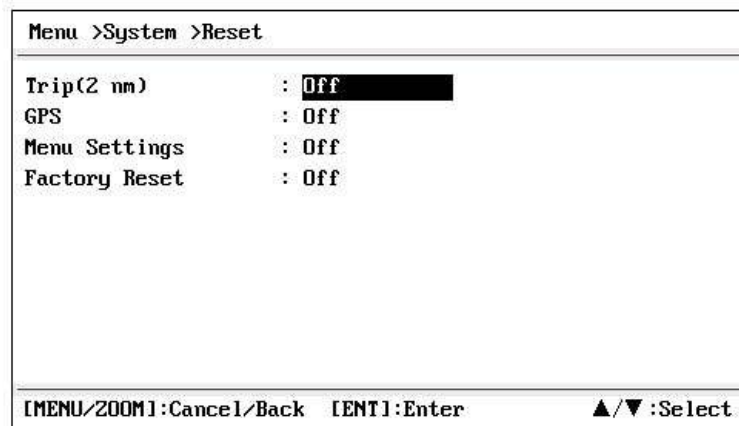 Menu >System >Reset
Trip(2 nm) : Off
GPS : Off
Menu Settings : Off
Factory Reset : Off
[MENU/ZOOM]:Cancel/Back [ENT]:Enter ▲/▼:Select